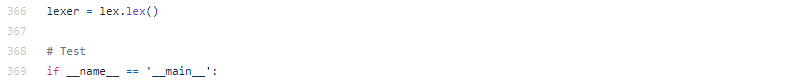 366 lexer = lex.lex()
367
368 # Test
369 if __name__ == '__main__':